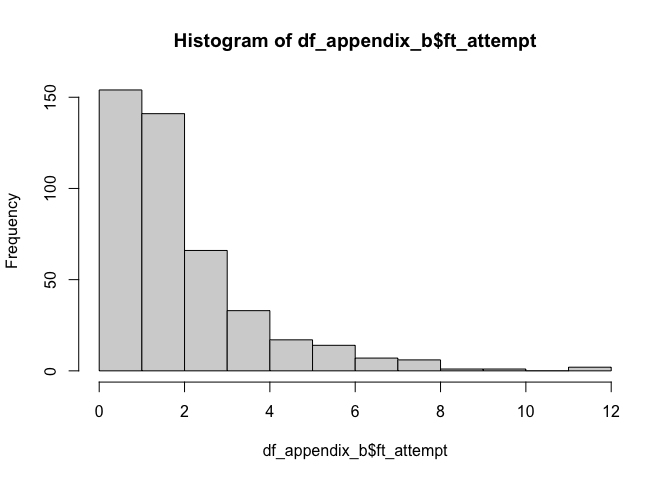 Histogram of df_appendix_b$ft_attempt
Frequency
150
100
50
0
0 2 4 6 8 10 12
df_appendix_b$ft_attempt